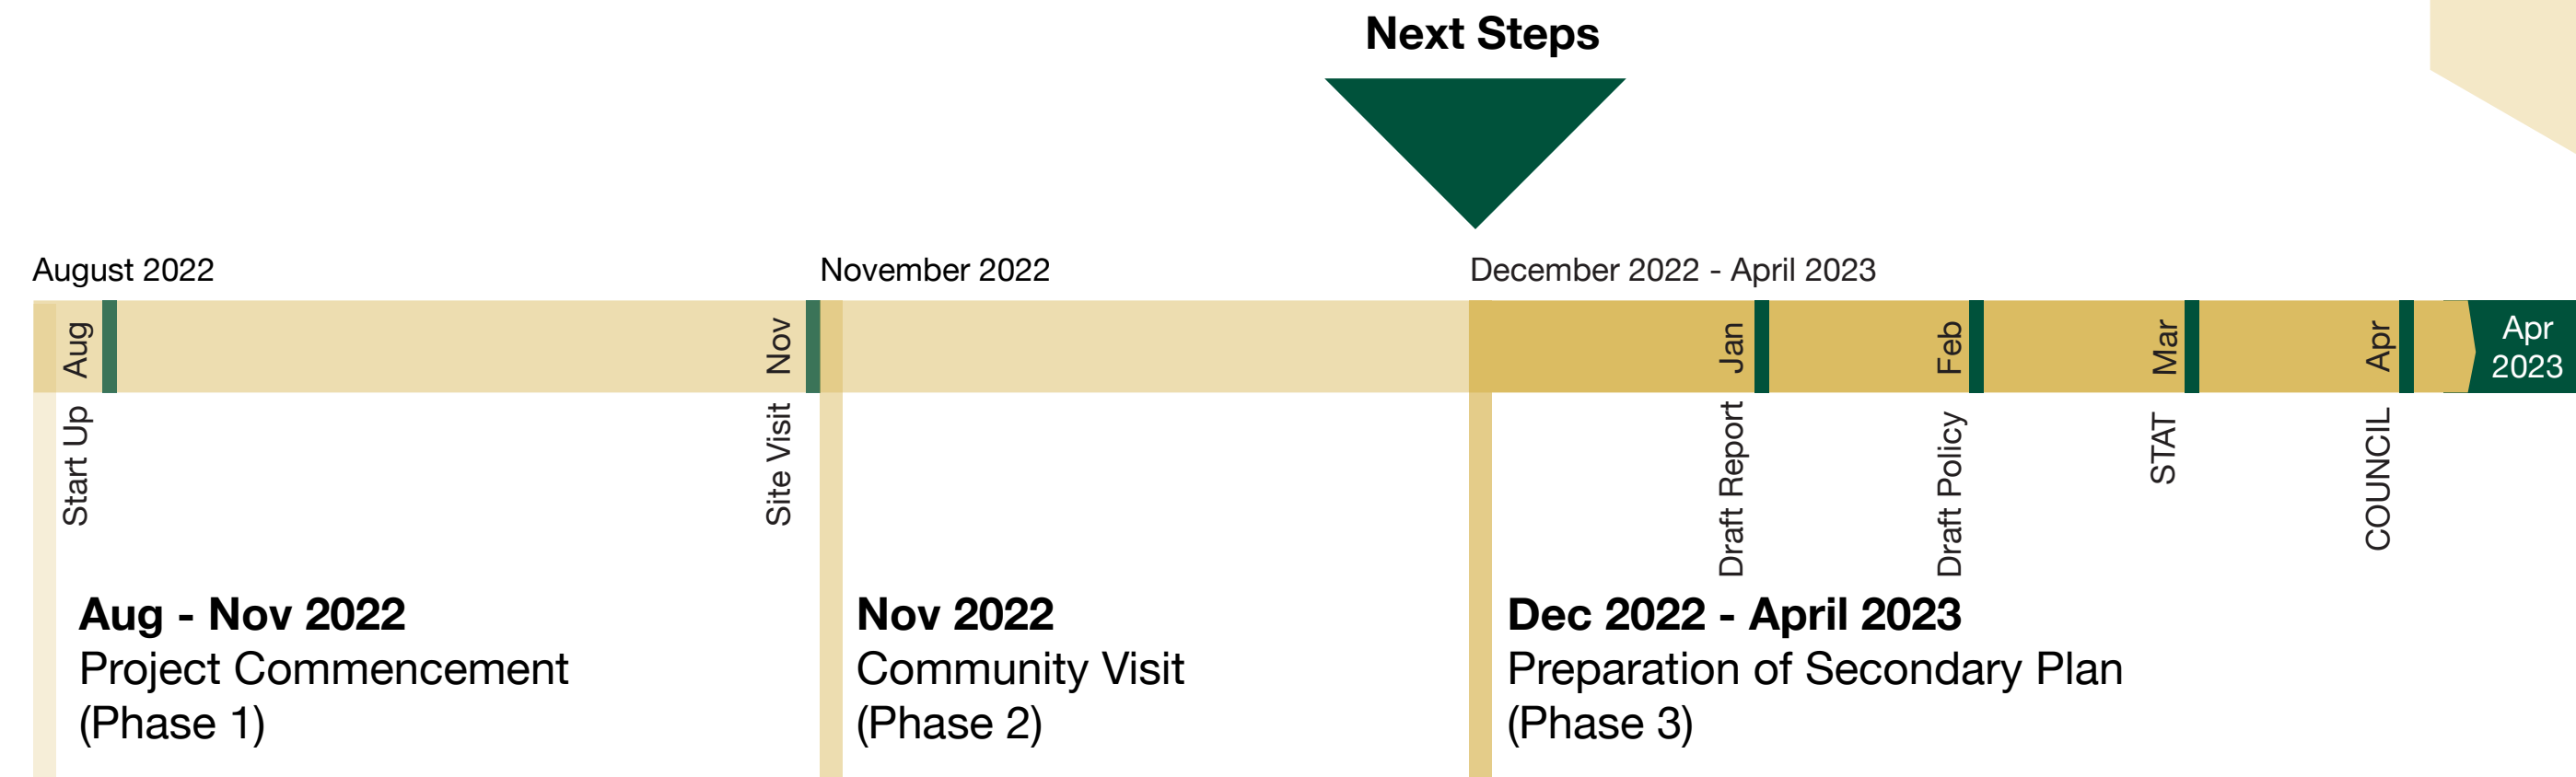 Next Steps
August 2022
November 2022
December 2022 - April 2023
Aug
Nov
Jan
Feb
Mar
Apr
Apr
2023
Start Up
Site Visit
Draft Report
Draft Policy
STAT
COUNCIL
Aug - Nov 2022
Project Commencement
(Phase 1)
Nov 2022
Community Visit
(Phase 2)
Dec 2022 - April 2023
Preparation of Secondary Plan
(Phase 3)